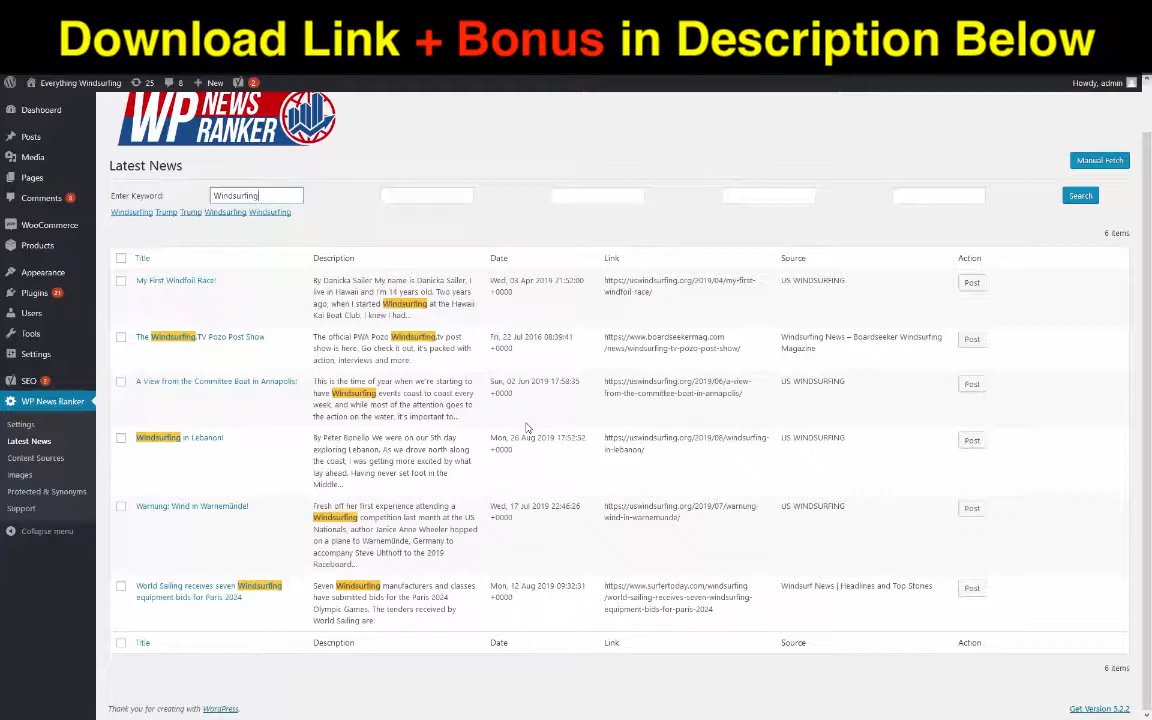 Download Link + Bonus in Description Below
Everything Windsurfing 25 8 + New 2 Howdy, admin
Dashboard
Posts
Media
Pages
Comments 8
WooCommerce
Products
Appearance
Plugins 21
Users
Tools
Settings
SEO 2
WP News Ranker
Settings
Latest News
Content Sources
Images
Protected & Synonyms
Support
Collapse menu
WP NEWS
RANKER
Latest News
Manual Fetch
Enter Keyword: Windsurfing Search
Windsurfing Trump Trump Windsurfing Windsurfing
6 items
Title Description Date Link Source Action
My First Windfoil Race!
By Danicka Sailer My name is Danicka Sailer, I
live in Hawaii and I'm 14 years old. Two years
ago, when I started Windsurfing at the Hawaii
Kai Boat Club, I knew I had...
Wed, 03 Apr 2019 21:52:00
+0000
https://uswindsurfing.org/2019/04/my-first-
windfoil-race/
US WINDSURFING
Post
The Windsurfing.TV Pozo Post Show
The official PWA Pozo Windsurfing.tv post
show is here. Go check it out, it's packed with
action, interviews and more.
Fri, 22 Jul 2016 08:39:41
+0000
https://www.boardseekermag.com
/news/windsurfing-tv-pozo-post-show/
Windsurfing News – Boardseeker Windsurfing
Magazine
Post
A View from the Committee Boat in Annapolis!
This is the time of year when we're starting to
have Windsurfing events coast to coast every
week, and while most of the attention goes to
the action on the water, it's important to...
Sun, 02 Jun 2019 17:58:35
+0000
https://uswindsurfing.org/2019/06/a-view-
from-the-committee-boat-in-annapolis/
US WINDSURFING
Post
Windsurfing in Lebanon!
By Peter Bonello We were on our 5th day
exploring Lebanon. As we drove north along
the coast, I was getting more excited by what
lay ahead. Having never set foot in the
Middle...
Mon, 26 Aug 2019 17:52:52
+0000
https://uswindsurfing.org/2019/08/windsurfing-
in-lebanon/
US WINDSURFING
Post
Warnung: Wind in Warnemünde!
Fresh off her first experience attending a
Windsurfing competition last month at the US
Nationals, author Janice Anne Wheeler hopped
on a plane to Warnemünde, Germany to
accompany Steve Uhthoff to the 2019
Raceboard...
Wed, 17 Jul 2019 22:46:26
+0000
https://uswindsurfing.org/2019/07/warnung-
wind-in-warnemunde/
US WINDSURFING
Post
World Sailing receives seven Windsurfing
equipment bids for Paris 2024
Seven Windsurfing manufacturers and classes
have submitted bids for the Paris 2024
Olympic Games. The tenders received by
World Sailing are:
Mon, 12 Aug 2019 09:32:31
+0000
https://www.surfertoday.com/windsurfing
/world-sailing-receives-seven-windsurfing-
equipment-bids-for-paris-2024
Windsurf News | Headlines and Top Stories
Post
Title Description Date Link Source Action
6 items
Thank you for creating with WordPress.
Get Version 5.2.2